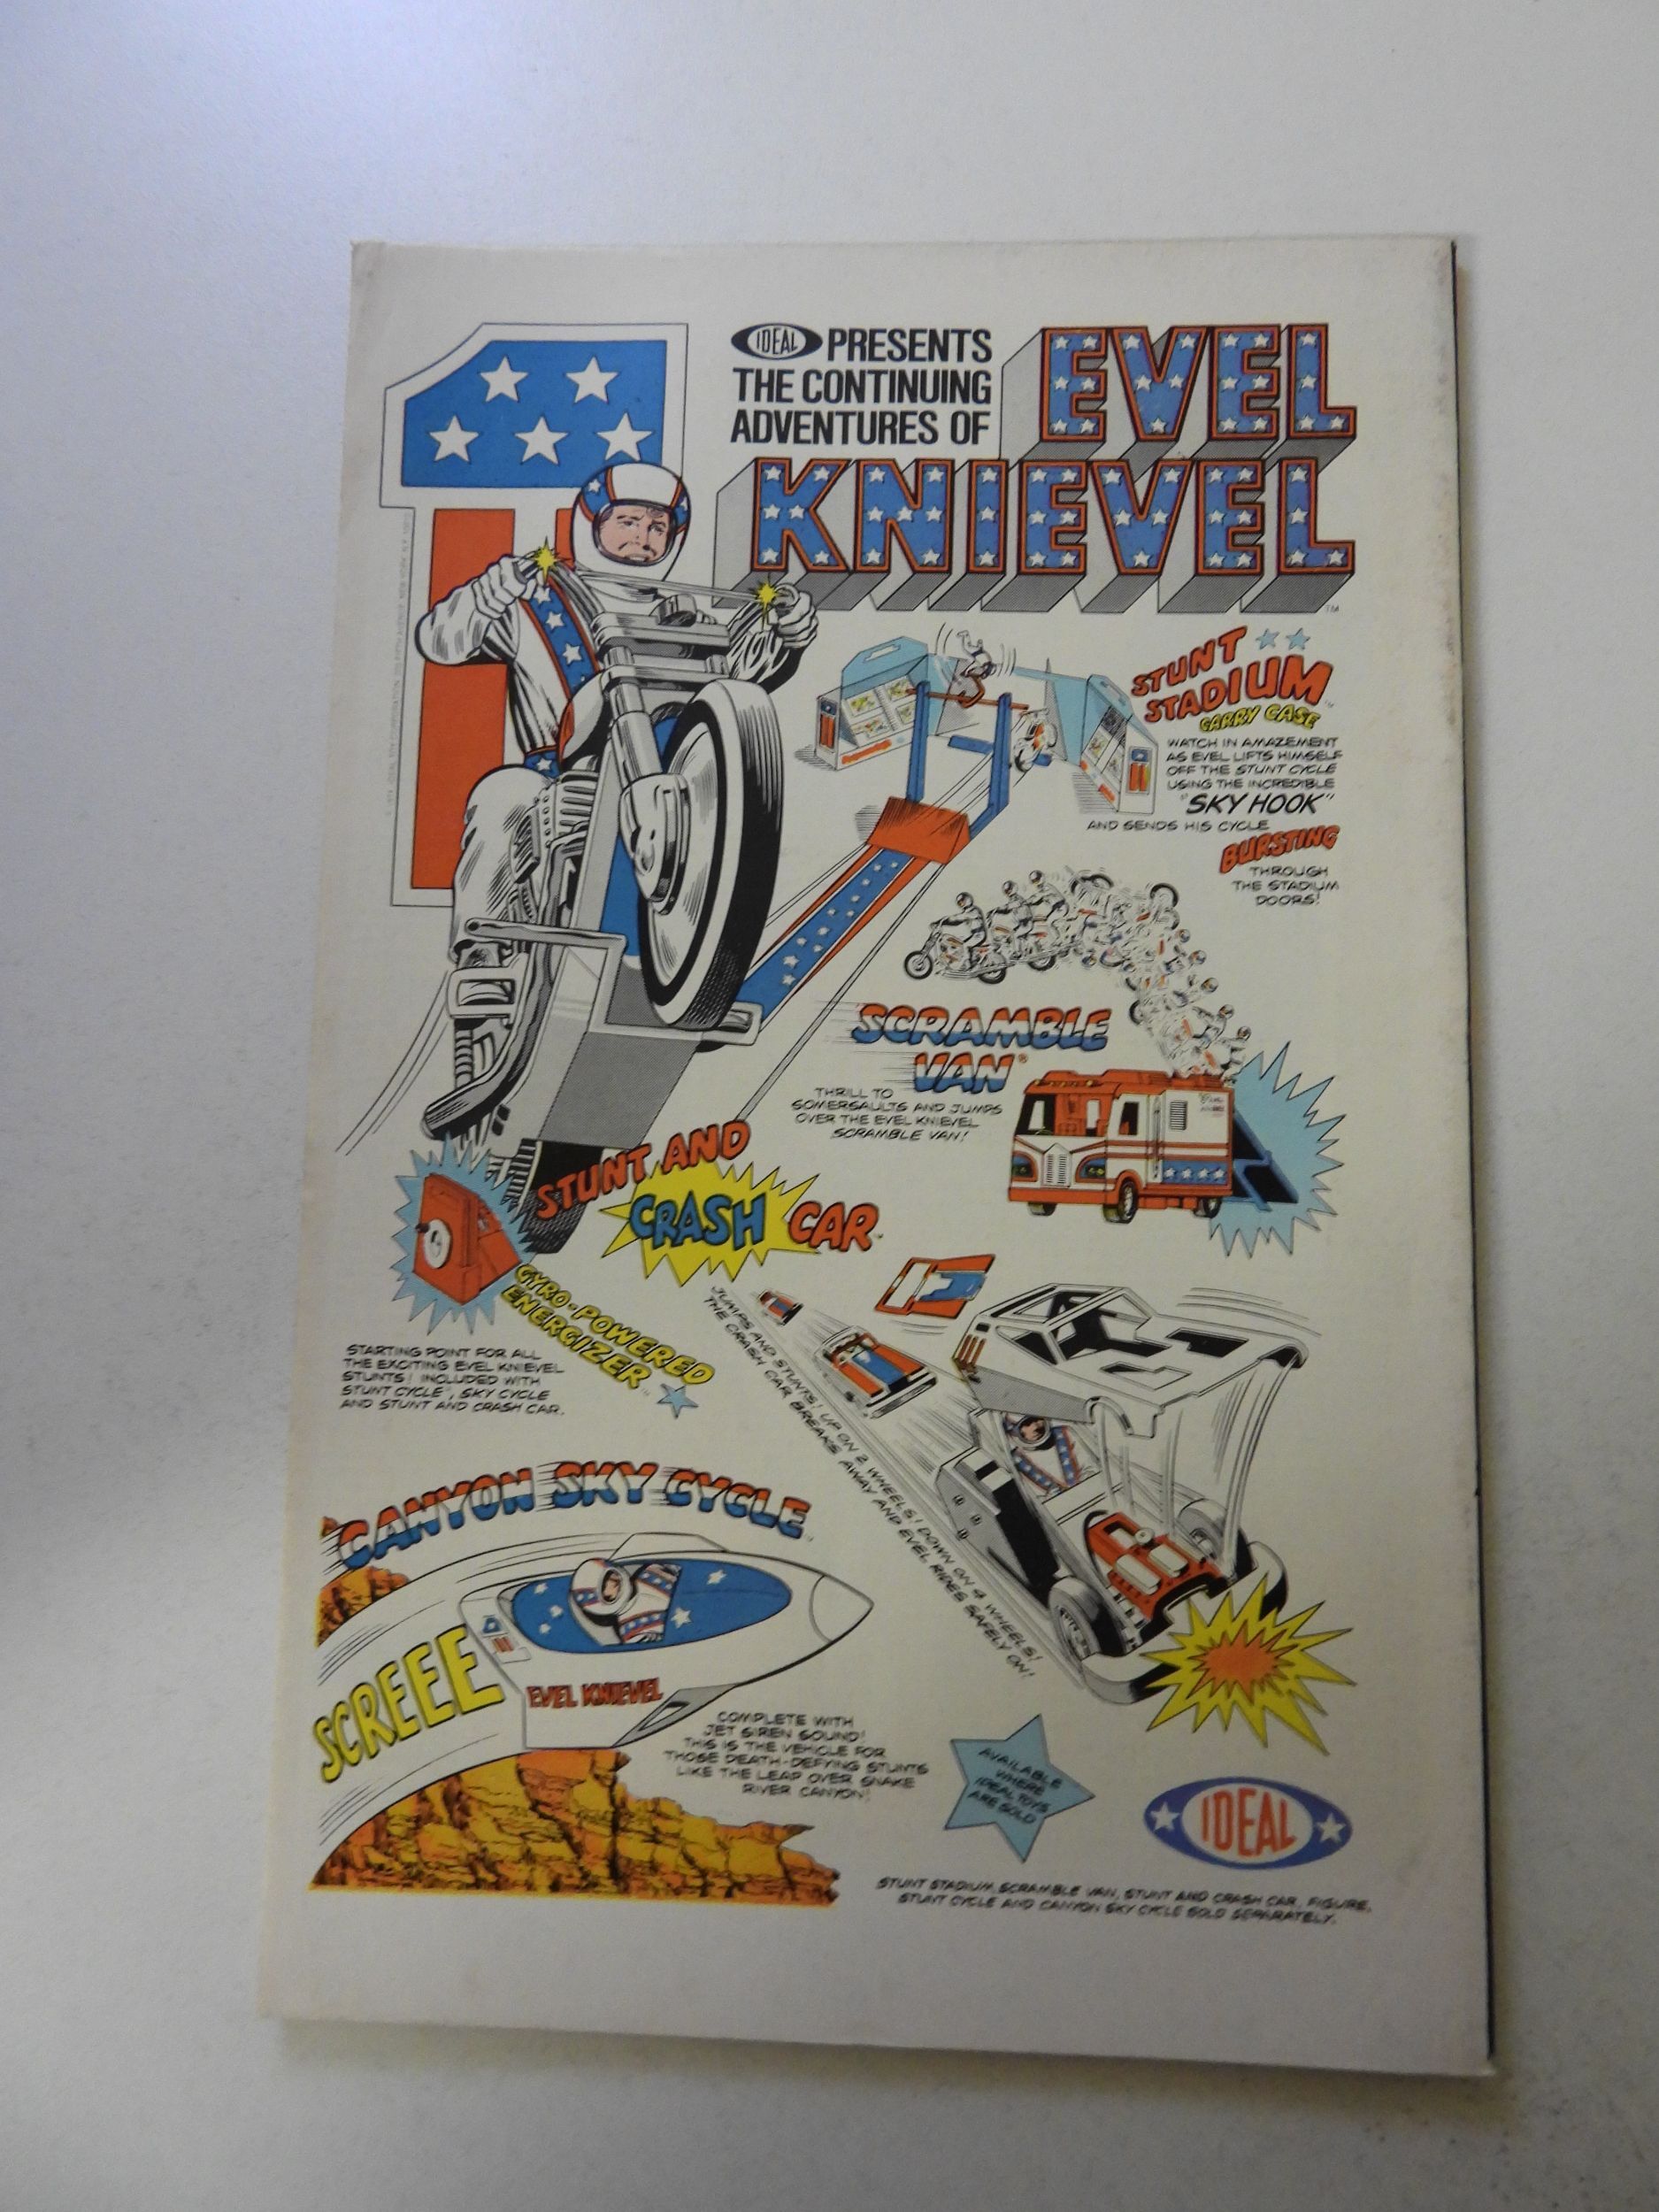 IDEAL PRESENTS
THE CONTINUING
ADVENTURES OF
EVEL
KNIEVEL
TM
STUNT
STADIUM
CARRY CASE
WATCH IN AMAZEMENT
AS EVEL LIFTS HIMSELF
OFF THE STUNT CYCLE
USING THE INCREDIBLE
"SKY HOOK"
AND SENDS HIS CYCLE
BURSTING
THROUGH
THE STADIUM
DOORS!
SCRAMBLE
VAN®
THRILL TO
SOMERSAULTS AND JUMPS
OVER THE EVEL KNIEVEL
SCRAMBLE VAN!
STUNT AND
CRASH CAR
GYRO-POWERED
ENERGIZER
STARTING POINT FOR ALL
THE EXCITING EVEL KNIEVEL
STUNTS! INCLUDED WITH
STUNT CYCLE, SKY CYCLE
AND STUNT AND CRASH CAR.
JUMPS AND STUNTS! UP ON 2 WHEELS! DOWN ON 4 WHEELS!
THE CRASH CAR BREAKS AWAY AND EVEL RIDES SAFELY ON!
CANYON SKY CYCLE
SCREEE
EVEL KNIEVEL
COMPLETE WITH
JET SIREN SOUND!
THIS IS THE VEHICLE FOR
THOSE DEATH-DEFYING STUNTS
LIKE THE LEAP OVER SNAKE
RIVER CANYON!
AVAILABLE
WHERE
IDEAL TOYS
ARE SOLD
IDEAL
STUNT STADIUM, SCRAMBLE VAN, STUNT AND CRASH CAR, FIGURE,
STUNT CYCLE AND CANYON SKY CYCLE SOLD SEPARATELY.